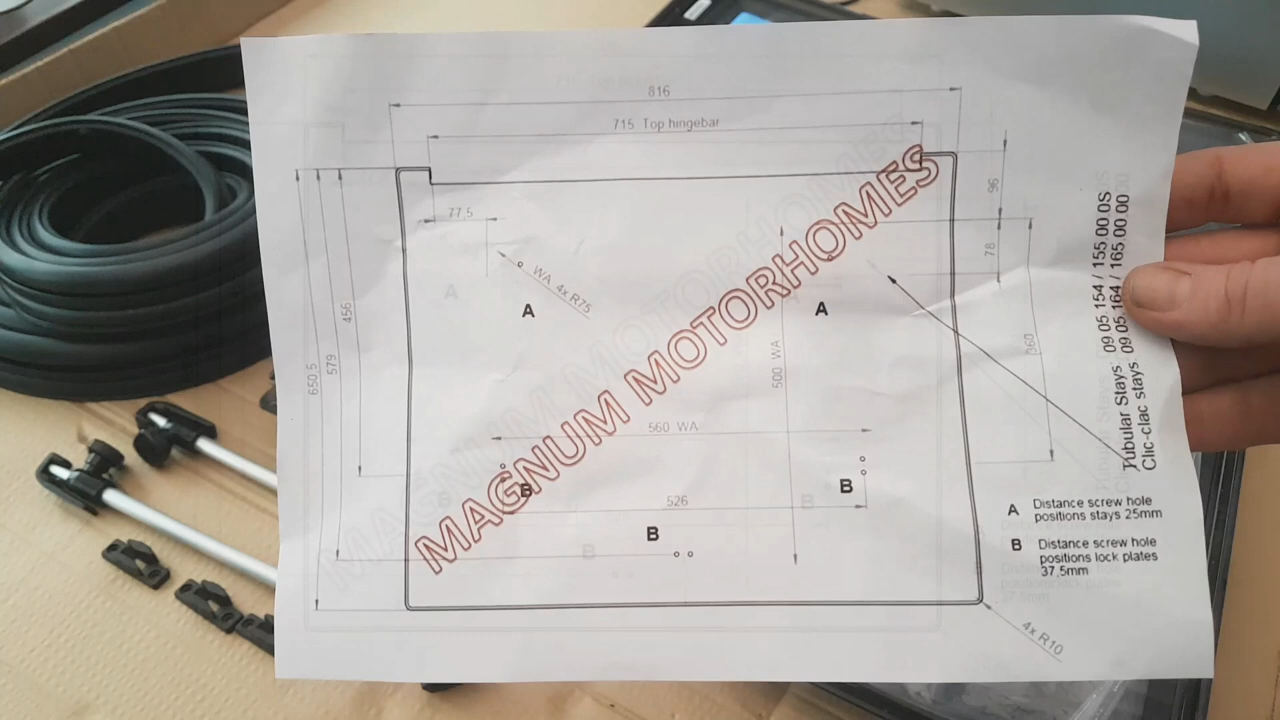 816
715 Top hingebar
96
77,5
78
WA 4x R75
A
A
456
579
650,5
500 WA
360
560 WA
526
B
B
B
MAGNUM MOTORHOMES
Tubular Stays 09.05.154 / 155.00.0S
Clic-clac stays 09.05.164 / 165.00.00
A Distance screw hole
positions stays 25mm
B Distance screw hole
positions lock plates
37,5mm
4x R10